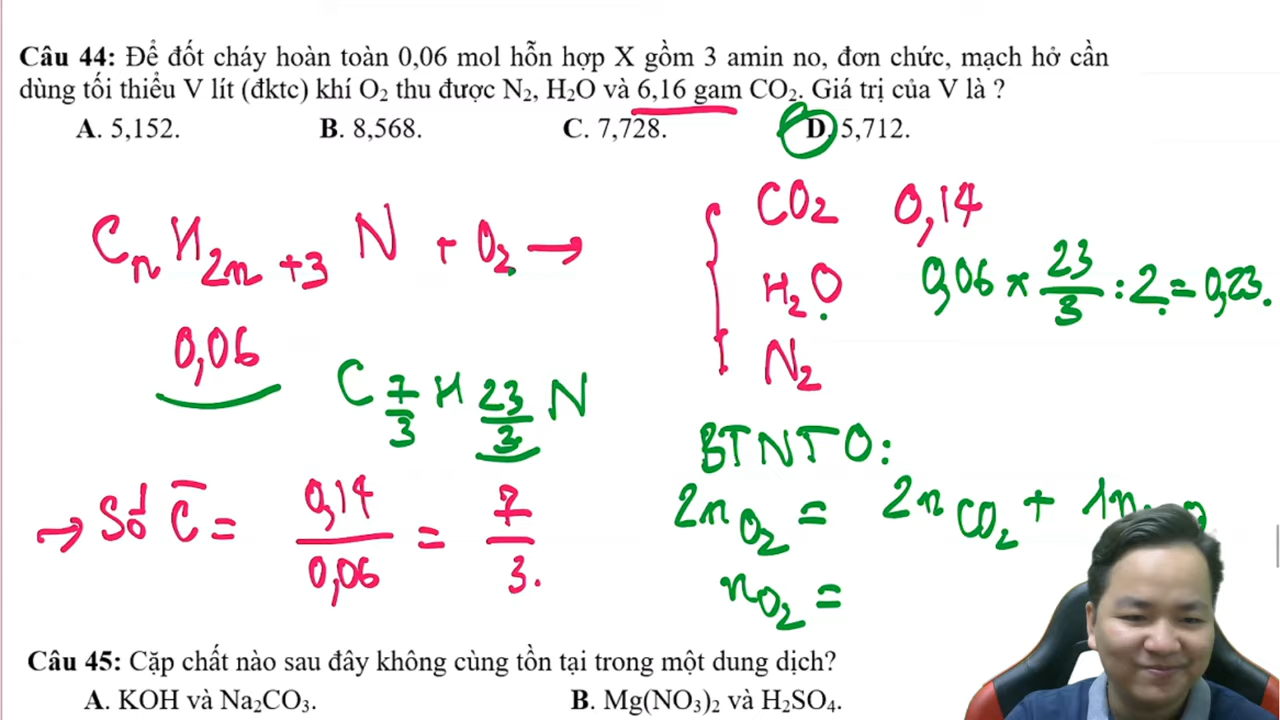 Câu 44: Để đốt cháy hoàn toàn 0,06 mol hỗn hợp X gồm 3 amin no, đơn chức, mạch hở cần
dùng tối thiểu V lít (đktc) khí O₂ thu được N₂, H₂O và 6,16 gam CO₂. Giá trị của V là ?
A. 5,152. B. 8,568. C. 7,728. D. 5,712.
CnH2n+3N + O₂ → CO₂ 0,14
H₂O 0,06 × 23/3 : 2 = 0,23.
N₂
0,06
C7/3H23/3N
BTNT O:
→ Số C̄ = 0,14/0,06 = 7/3.
2nO₂ = 2nCO₂ + 1n
nO₂ =
Câu 45: Cặp chất nào sau đây không cùng tồn tại trong một dung dịch?
A. KOH và Na₂CO₃. B. Mg(NO₃)₂ và H₂SO₄.